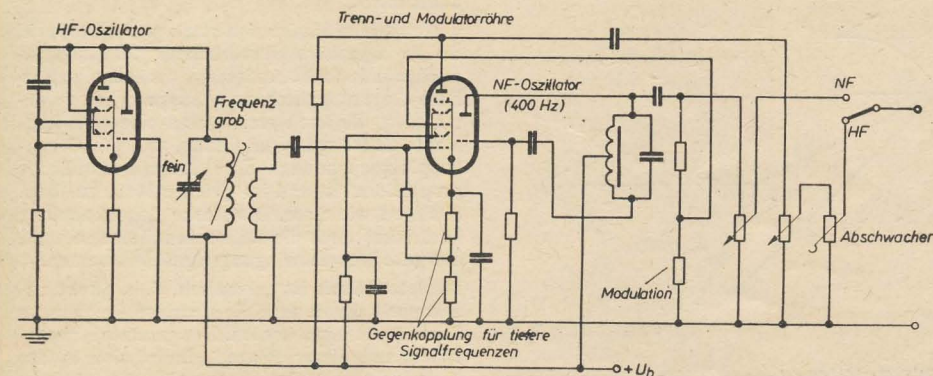 Trenn- und Modulatorröhre
HF-Oszillator
NF-Oszillator
(400 Hz)
Frequenz
grob
fein
NF
HF
Abschwacher
Modulation
Gegenkopplung für tiefere
Signalfrequenzen
+Ub